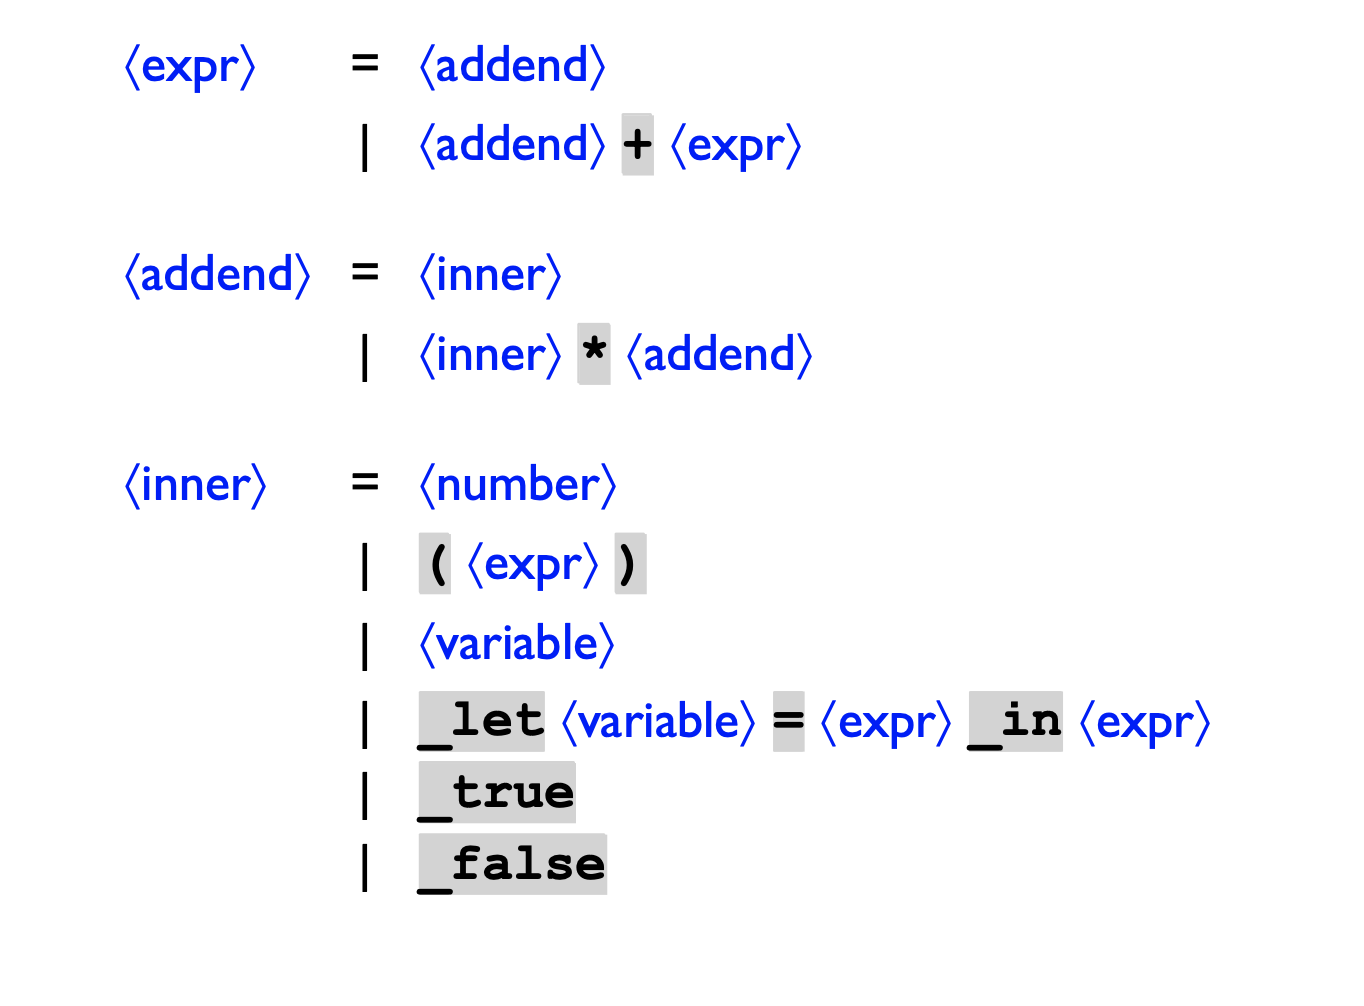 ⟨expr⟩ = ⟨addend⟩
| ⟨addend⟩ + ⟨expr⟩
⟨addend⟩ = ⟨inner⟩
| ⟨inner⟩ * ⟨addend⟩
⟨inner⟩ = ⟨number⟩
| ( ⟨expr⟩ )
| ⟨variable⟩
| _let ⟨variable⟩ = ⟨expr⟩ _in ⟨expr⟩
| _true
| _false